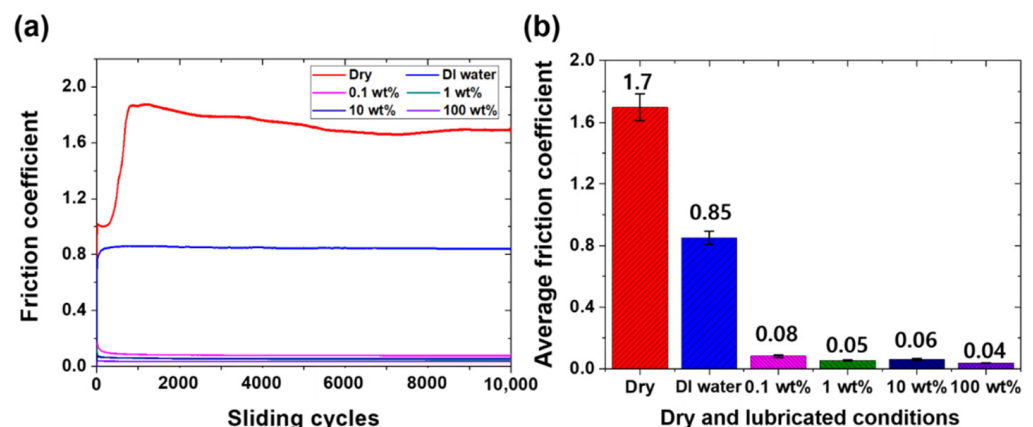 (a)
Friction coefficient
2.0
1.6
1.2
0.8
0.4
0.0
Dry
DI water
0.1 wt%
1 wt%
10 wt%
100 wt%
0
2000
4000
6000
8000
10,000
Sliding cycles
(b)
Average friction coefficient
2.0
1.6
1.2
0.8
0.4
0.0
1.7
0.85
0.08
0.05
0.06
0.04
Dry
DI water
0.1 wt%
1 wt%
10 wt%
100 wt%
Dry and lubricated conditions